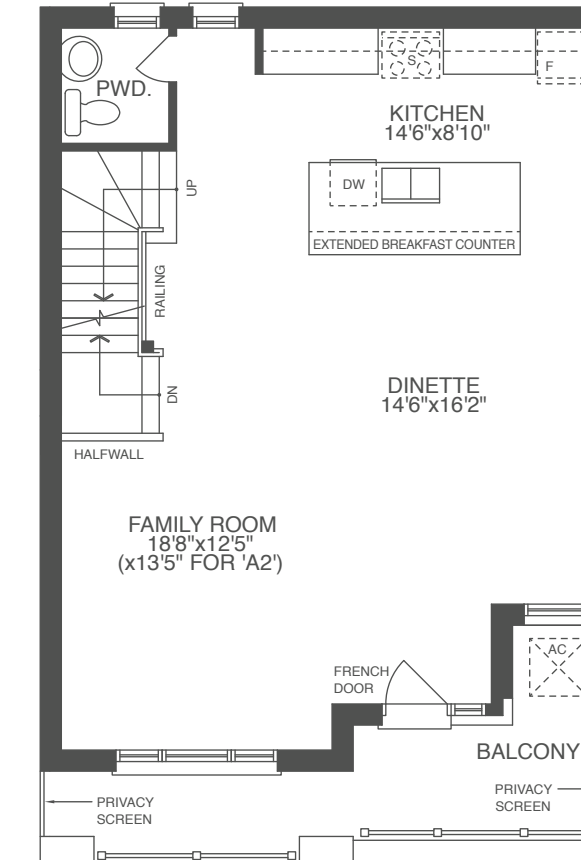 PWD.
S
F
KITCHEN
14'6"x8'10"
DW
EXTENDED BREAKFAST COUNTER
UP
RAILING
DN
DINETTE
14'6"x16'2"
HALFWALL
FAMILY ROOM
18'8"x12'5"
(x13'5" FOR 'A2')
FRENCH
DOOR
AC
BALCONY
PRIVACY
SCREEN
PRIVACY
SCREEN